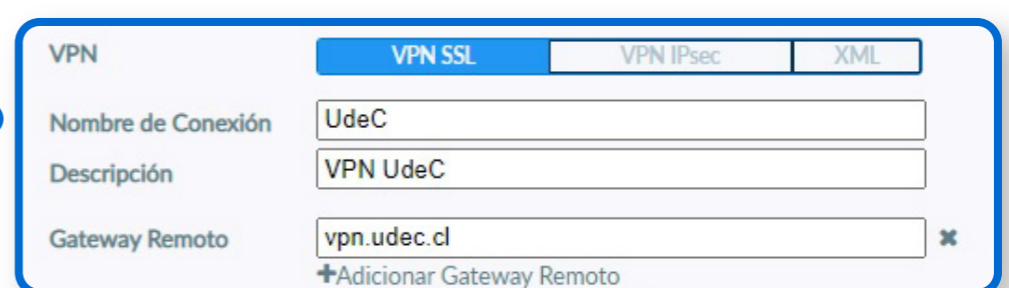 VPN VPN SSL VPN IPsec XML
Nombre de Conexión UdeC
Descripción VPN UdeC
Gateway Remoto vpn.udec.cl ✖
+Adicionar Gateway Remoto